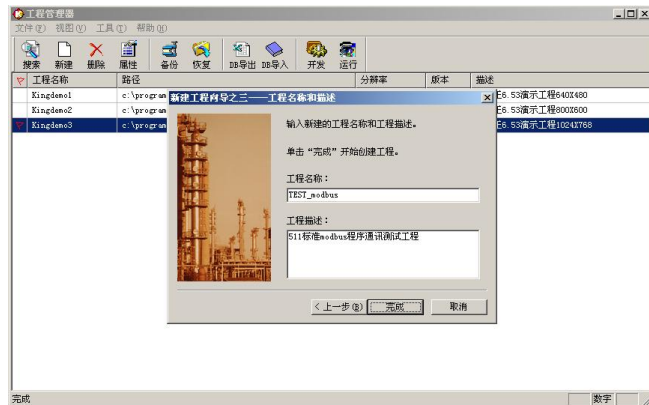 工程管理器
文件(F) 视图(V) 工具(T) 帮助(H)
搜索 新建 删除 属性 备份 恢复 DB导出 DB导入 开发 运行
工程名称 路径 分辨率 版本 描述
Kingdemo1 c:\program 王6.53演示工程640X480
Kingdemo2 c:\program 王6.53演示工程800X600
Kingdemo3 c:\program 王6.53演示工程1024X768
新建工程向导之三——工程名称和描述
输入新建的工程名称和工程描述。
单击“完成”开始创建工程。
工程名称：
TEST_modbus
工程描述：
511标准modbus程序通讯测试工程
<上一步(B) 完成 取消
完成 数字